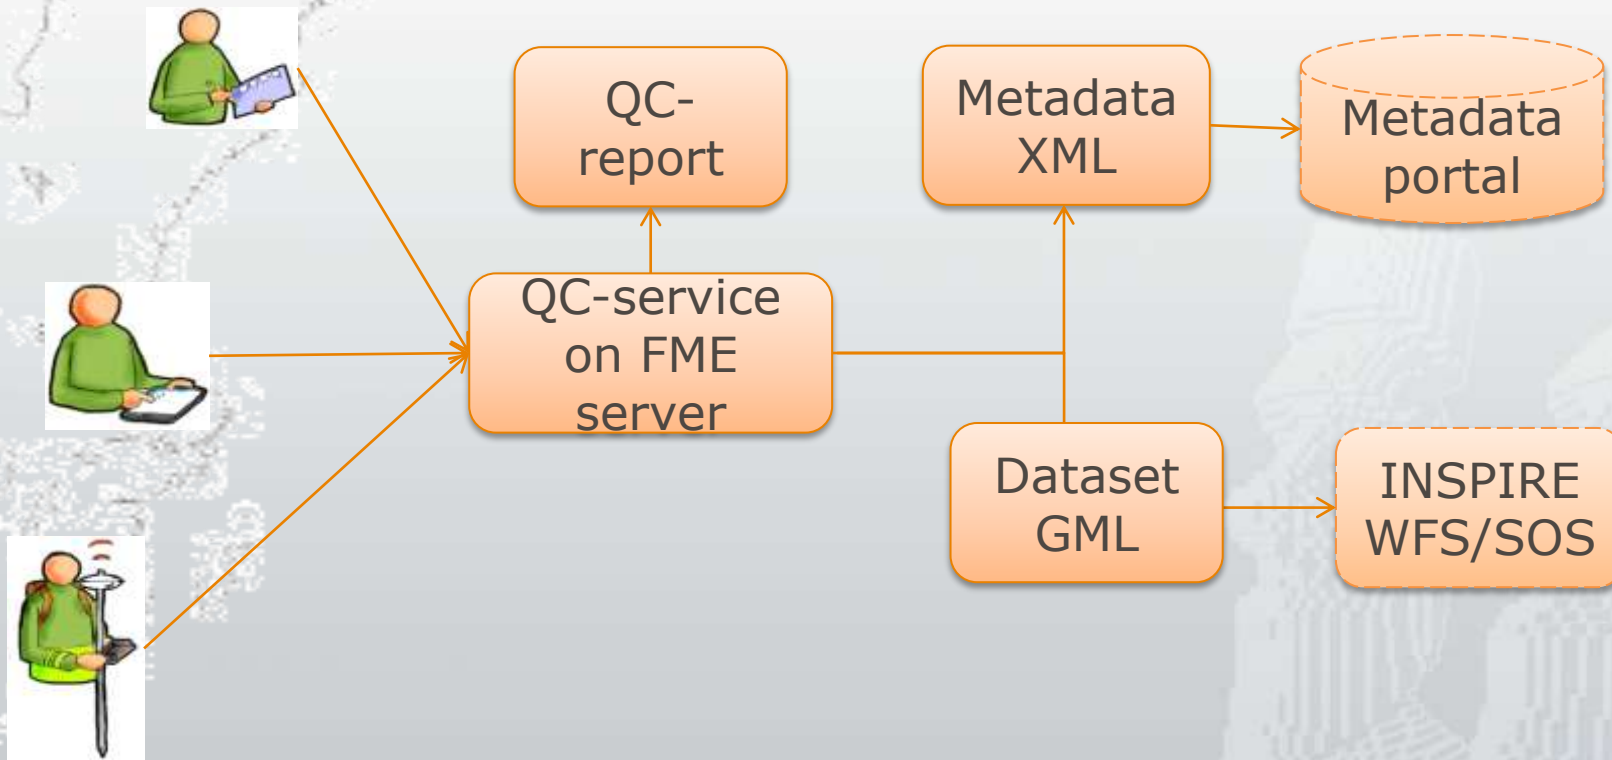 QC-
report
Metadata
XML
Metadata
portal
QC-service
on FME
server
Dataset
GML
INSPIRE
WFS/SOS